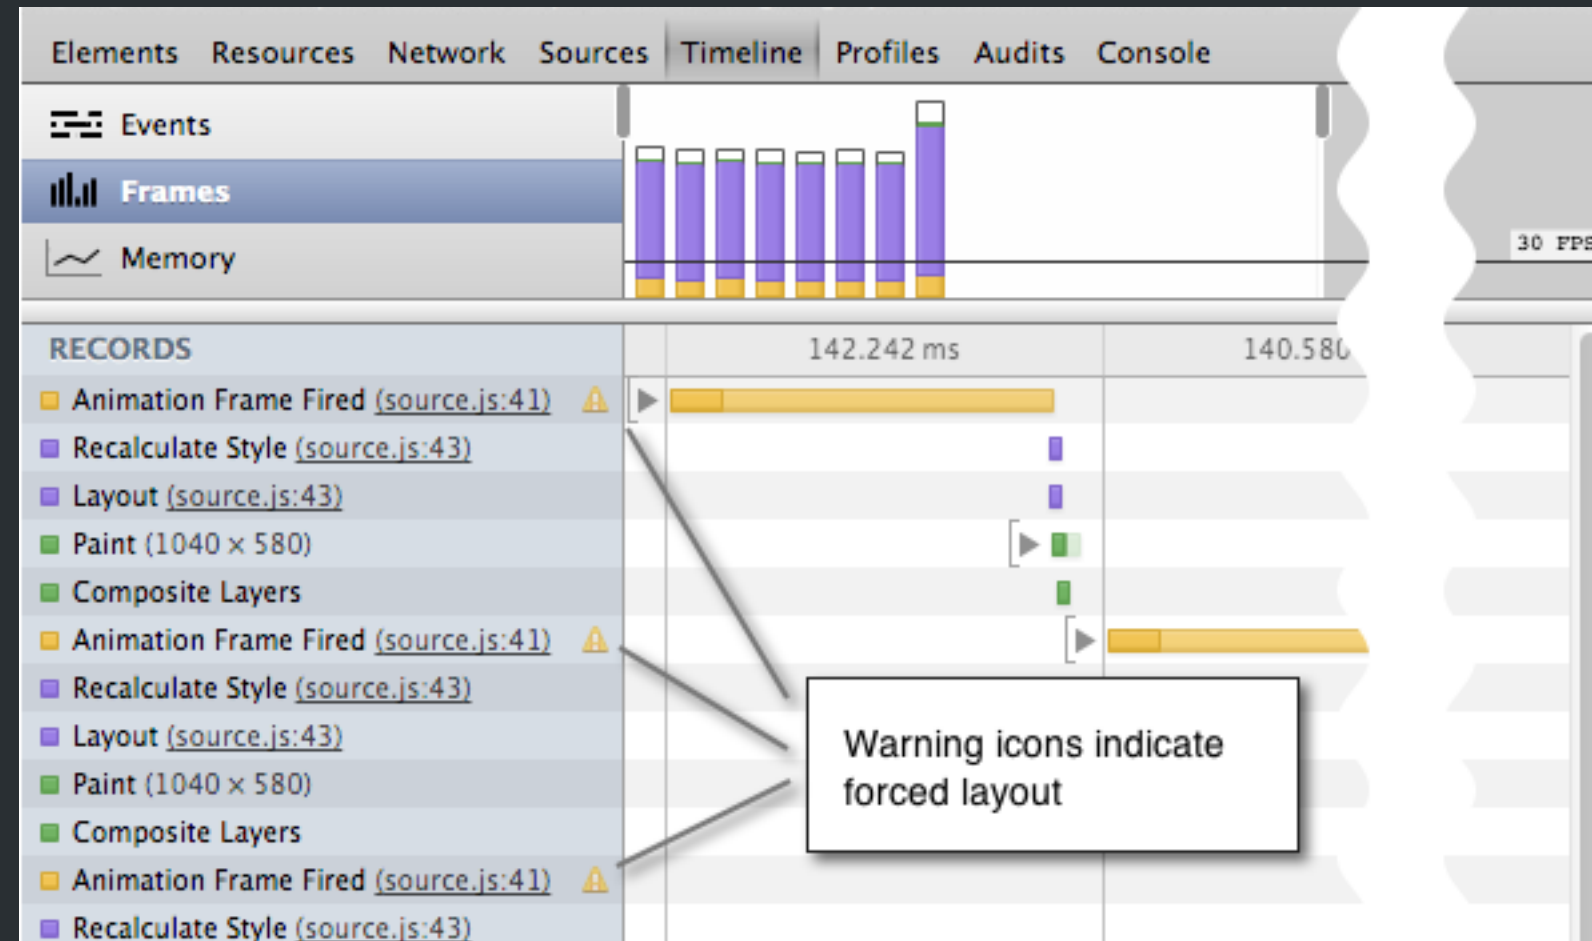 Elements Resources Network Sources Timeline Profiles Audits Console
Events
Frames
Memory
30 FPS
RECORDS
142.242 ms
140.580
Animation Frame Fired (source.js:41)
Recalculate Style (source.js:43)
Layout (source.js:43)
Paint (1040 × 580)
Composite Layers
Animation Frame Fired (source.js:41)
Recalculate Style (source.js:43)
Layout (source.js:43)
Paint (1040 × 580)
Composite Layers
Animation Frame Fired (source.js:41)
Recalculate Style (source.js:43)
Warning icons indicate
forced layout